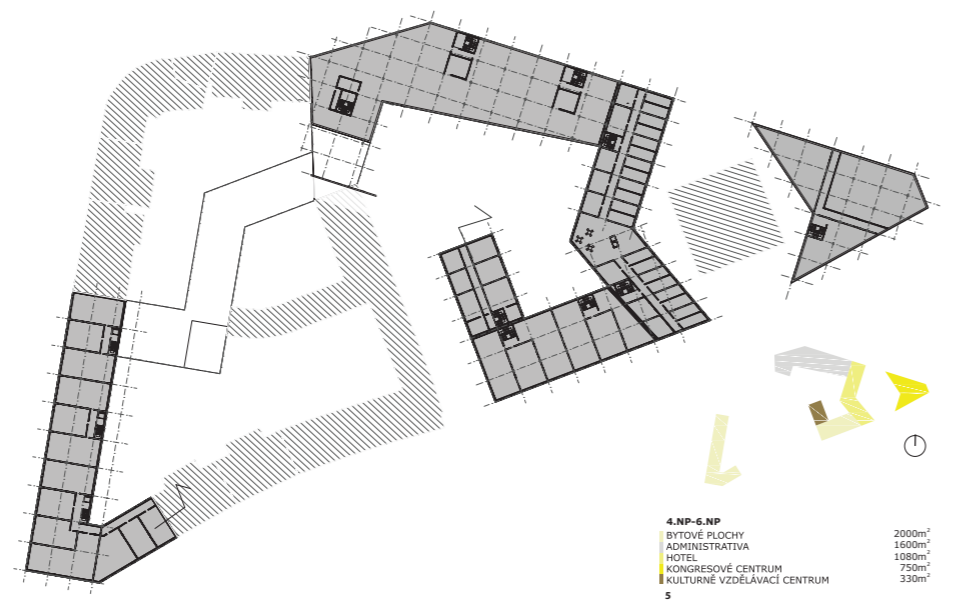 4.NP-6.NP
BYTOVÉ PLOCHY 2000m²
ADMINISTRATIVA 1600m²
HOTEL 1080m²
KONGRESOVÉ CENTRUM 750m²
KULTURNĚ VZDĚLÁVACÍ CENTRUM 330m²
5